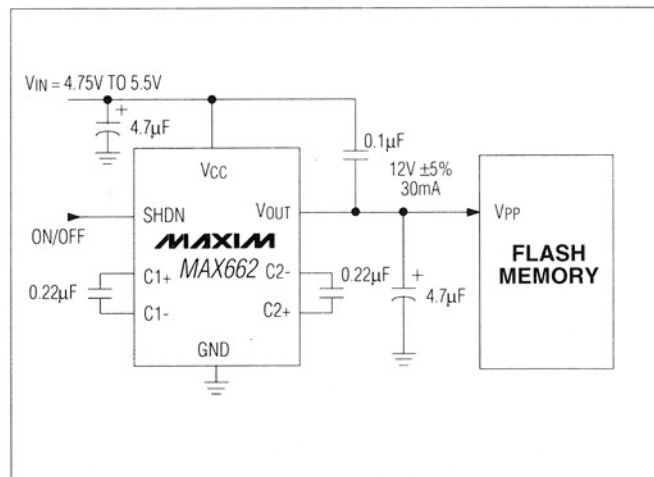 VIN = 4.75V TO 5.5V
+
4.7µF
0.1µF
12V ±5%
30mA
VCC
SHDN
VOUT
VPP
ON/OFF
MAXIM
MAX662
FLASH
MEMORY
C1+
C2-
0.22µF
0.22µF
+
4.7µF
C1-
C2+
GND